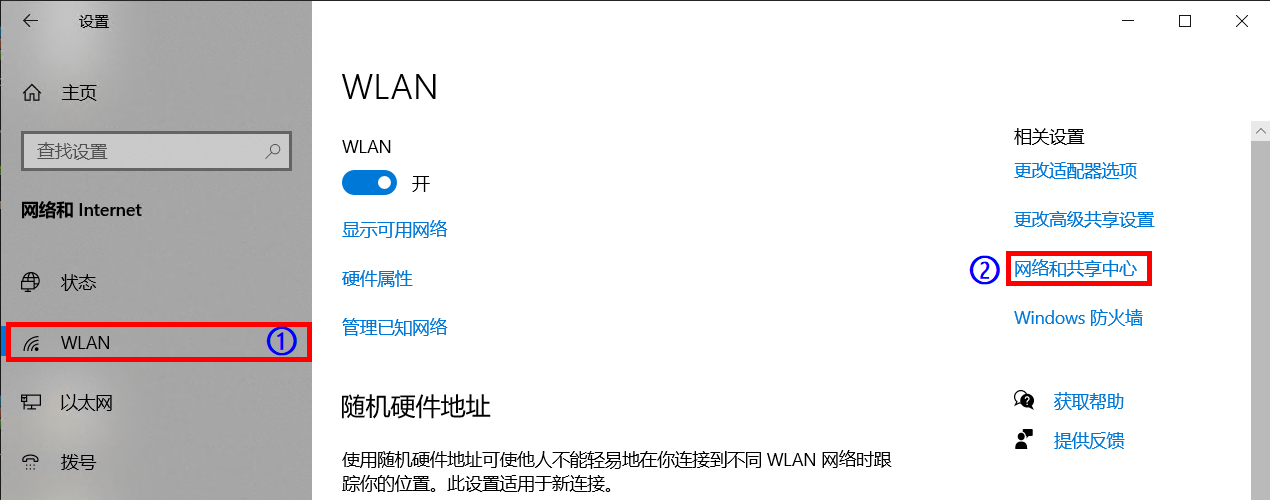 设置
主页
查找设置
网络和 Internet
状态
WLAN ①
以太网
拨号
WLAN
WLAN
开
显示可用网络
硬件属性
管理已知网络
随机硬件地址
使用随机硬件地址可使他人不能轻易地在你连接到不同 WLAN 网络时跟
踪你的位置。此设置适用于新连接。
相关设置
更改适配器选项
更改高级共享设置
② 网络和共享中心
Windows 防火墙
获取帮助
提供反馈